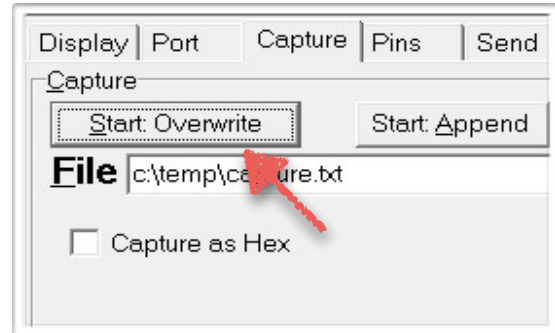 Display Port Capture Pins Send
Capture
Start: Overwrite Start: Append
File c:\temp\capture.txt
Capture as Hex